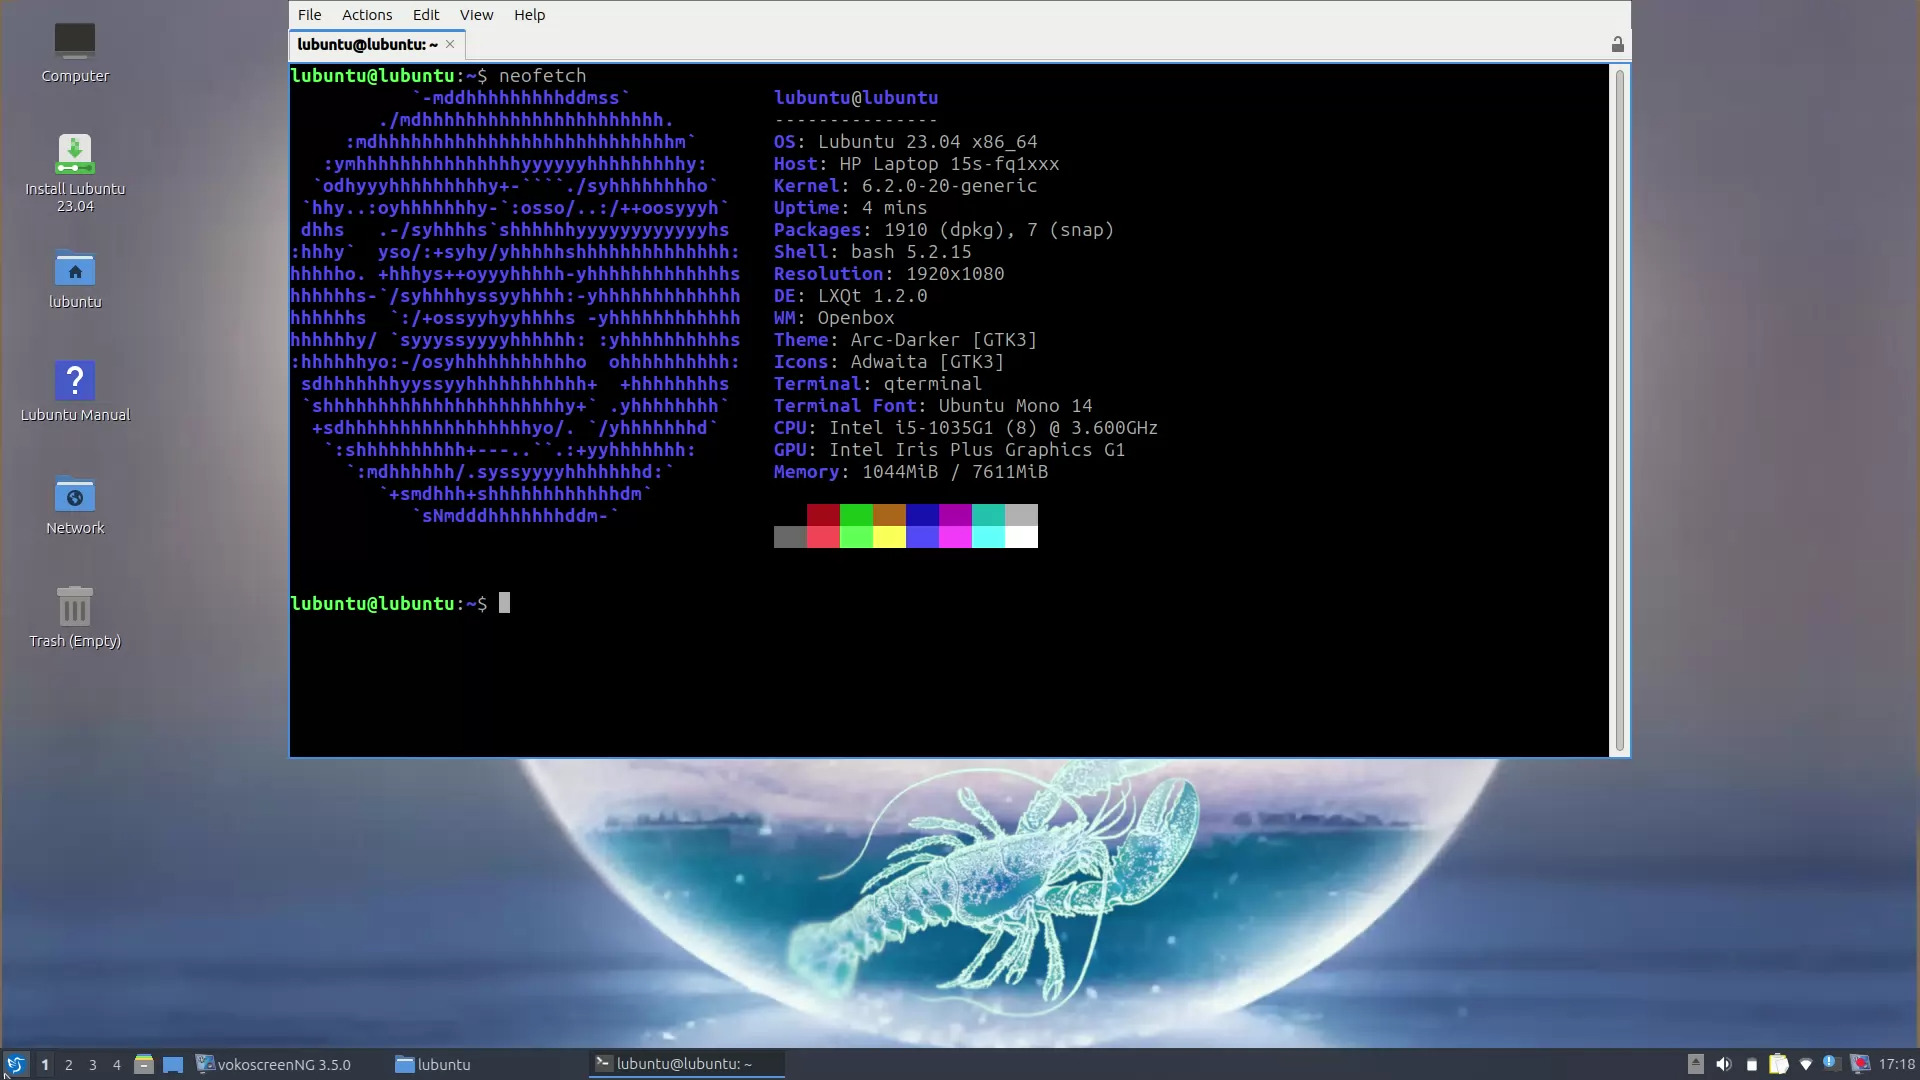 File Actions Edit View Help
lubuntu@lubuntu: ~
Computer
Install Lubuntu
23.04
lubuntu
Lubuntu Manual
Network
Trash (Empty)
lubuntu@lubuntu:~$ neofetch
`-mddhhhhhhhhhddmss`
./mdhhhhhhhhhhhhhhhhhhhhhh.
:mdhhhhhhhhhhhhhhhhhhhhhhhhhhhm`
:ymhhhhhhhhhhhhhhhyyyyyyhhhhhhhhhy:
`odhyyyhhhhhhhhhy+-````./syhhhhhhhho`
`hhy..:oyhhhhhhhy-`:osso/..:/++oosyyyh`
dhhs .-/syhhhhs`shhhhhhyyyyyyyyyyyyhs
:hhhy` yso/:+syhy/yhhhhhshhhhhhhhhhhhhh:
hhhhho. +hhhys++oyyyhhhhh-yhhhhhhhhhhhhhs
hhhhhhs-`/syhhhhyssyyhhhh:-yhhhhhhhhhhhhh
hhhhhhs `:/+ossyyhyyhhhhs -yhhhhhhhhhhhh
hhhhhhy/ `syyyssyyyyhhhhhh: :yhhhhhhhhhhs
:hhhhhhyo:-/osyhhhhhhhhhhho ohhhhhhhhhh:
sdhhhhhhhyyssyyhhhhhhhhhhh+ +hhhhhhhhs
`shhhhhhhhhhhhhhhhhhhhhhy+` .yhhhhhhhh`
+sdhhhhhhhhhhhhhhhhhyo/. `/yhhhhhhhd`
`:shhhhhhhhhh+---..``.:+yyhhhhhhh:
`:mdhhhhhh/.syssyyyyhhhhhhhd:`
`+smdhhh+shhhhhhhhhhhhdm`
`sNmdddhhhhhhhddm-`
lubuntu@lubuntu
---------------
OS: Lubuntu 23.04 x86_64
Host: HP Laptop 15s-fq1xxx
Kernel: 6.2.0-20-generic
Uptime: 4 mins
Packages: 1910 (dpkg), 7 (snap)
Shell: bash 5.2.15
Resolution: 1920x1080
DE: LXQt 1.2.0
WM: Openbox
Theme: Arc-Darker [GTK3]
Icons: Adwaita [GTK3]
Terminal: qterminal
Terminal Font: Ubuntu Mono 14
CPU: Intel i5-1035G1 (8) @ 3.600GHz
GPU: Intel Iris Plus Graphics G1
Memory: 1044MiB / 7611MiB
lubuntu@lubuntu:~$
1 2 3 4 vokoscreenNG 3.5.0 lubuntu lubuntu@lubuntu: ~ 17:18